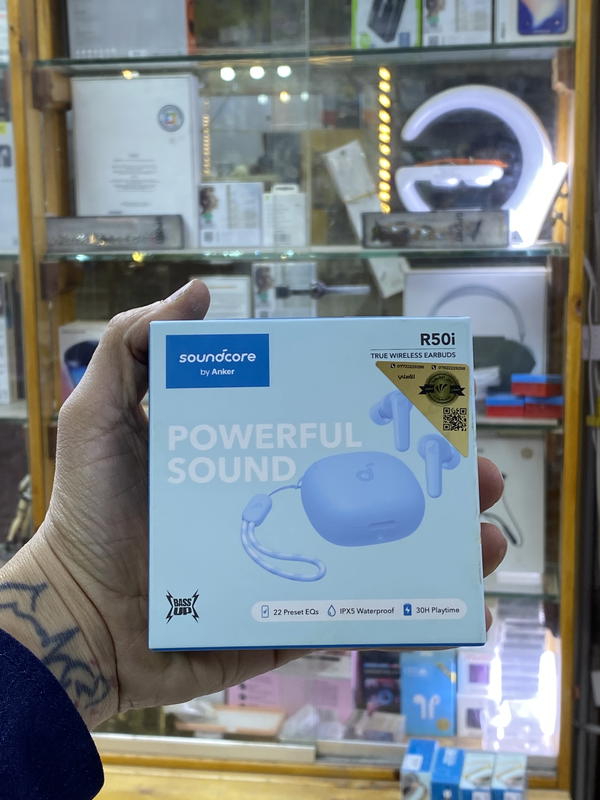 soundcore
by Anker
R50i
TRUE WIRELESS EARBUDS
POWERFUL
SOUND
BASS
UP
22 Preset EQs
IPX5 Waterproof
30H Playtime